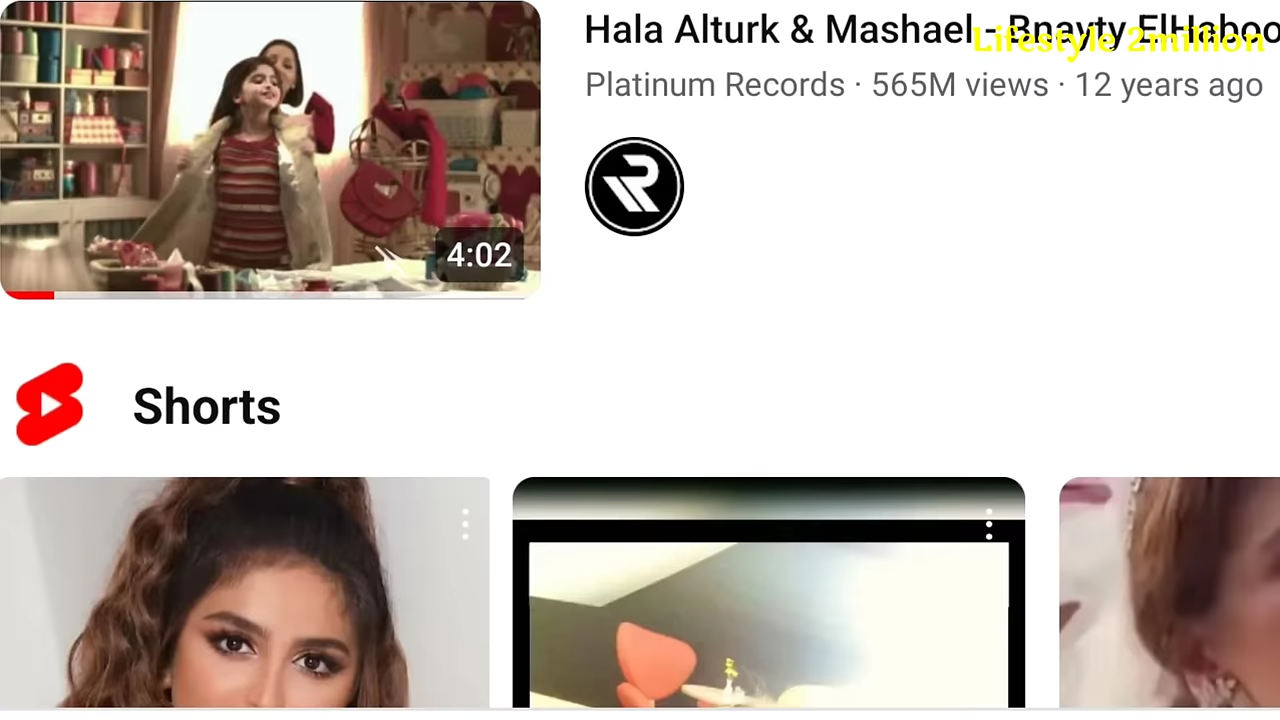 Hala Alturk & Mashael - Bnayty ElHaboo
Lifestyle 2million
Platinum Records · 565M views · 12 years ago
4:02
Shorts